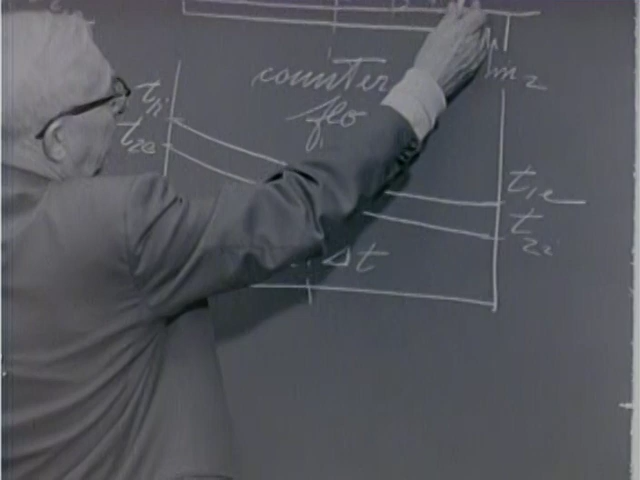 counter
m2
flo
t1i
t2e
t1e
t2i
Δt